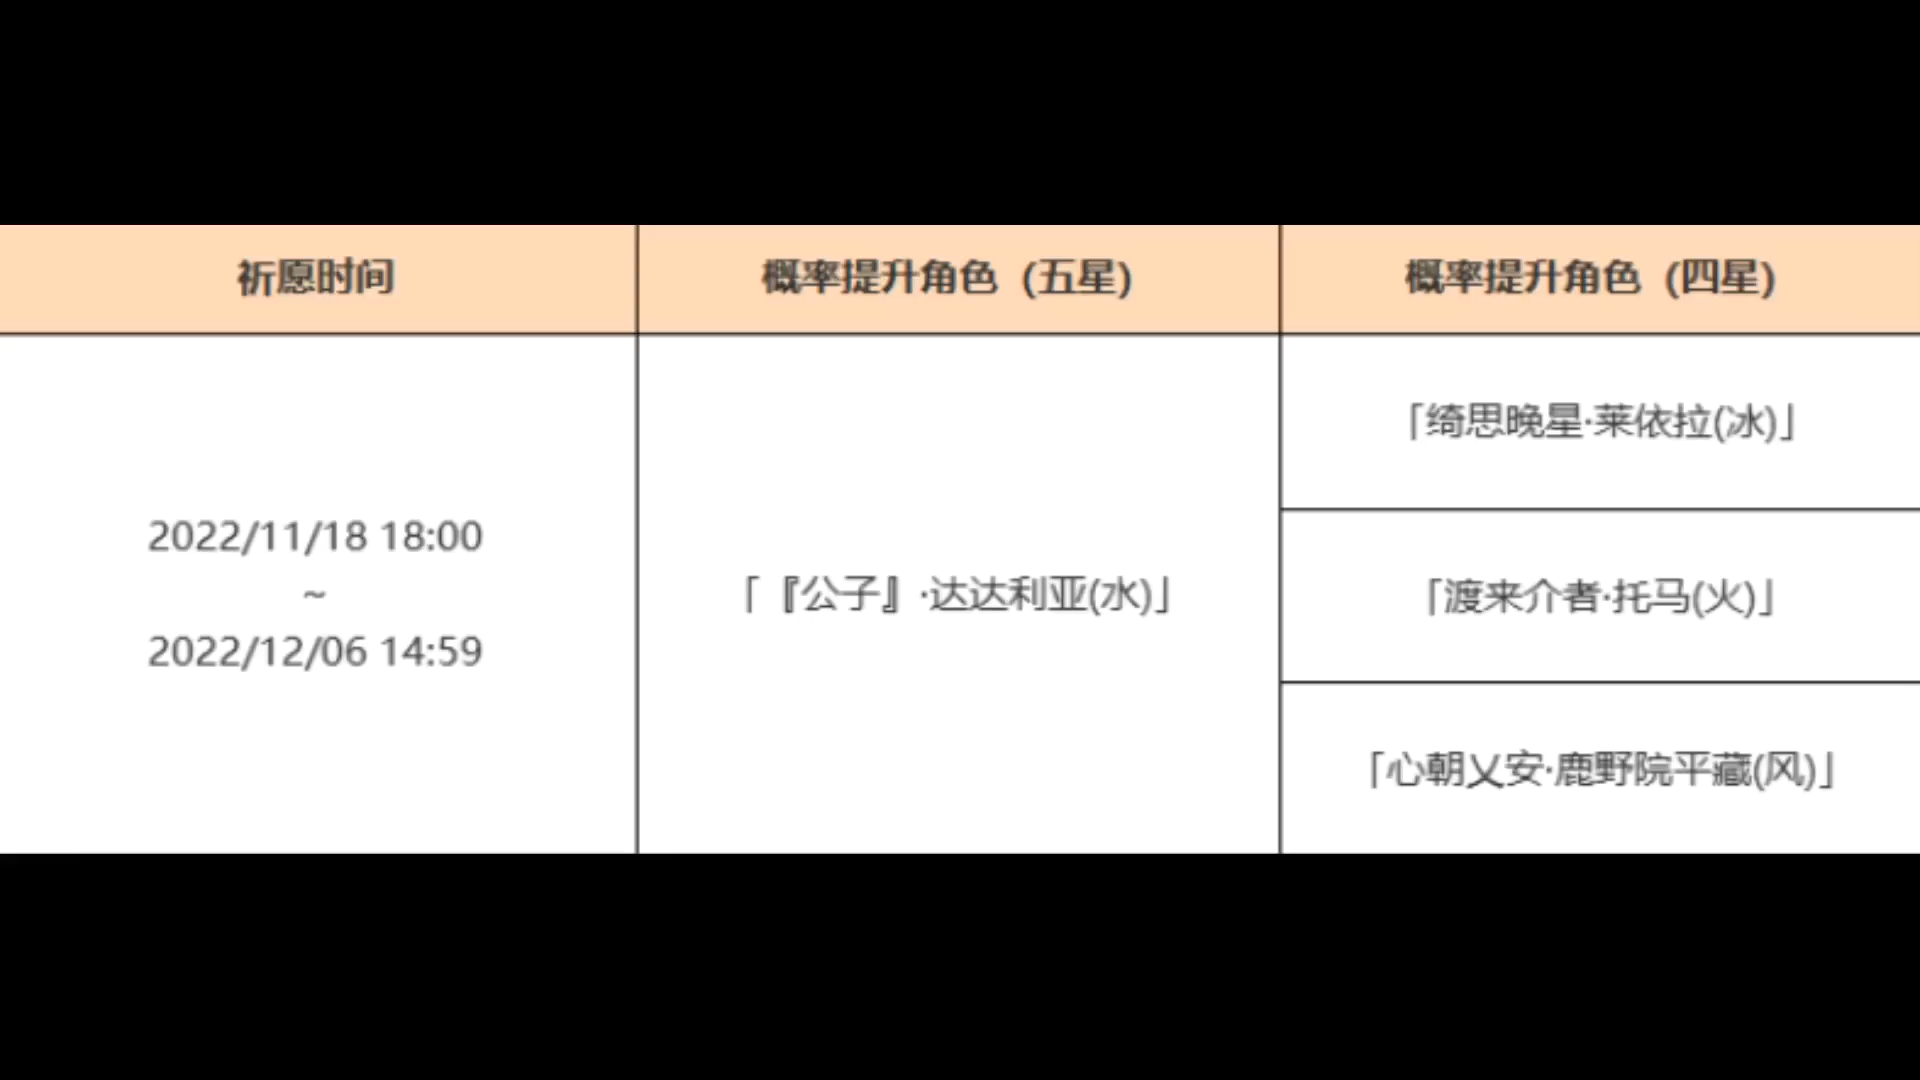 祈愿时间
概率提升角色（五星）
概率提升角色（四星）
2022/11/18 18:00
~
2022/12/06 14:59
「『公子』·达达利亚(水)」
「绮思晚星·莱依拉(冰)」
「渡来介者·托马(火)」
「心朝乂安·鹿野院平藏(风)」